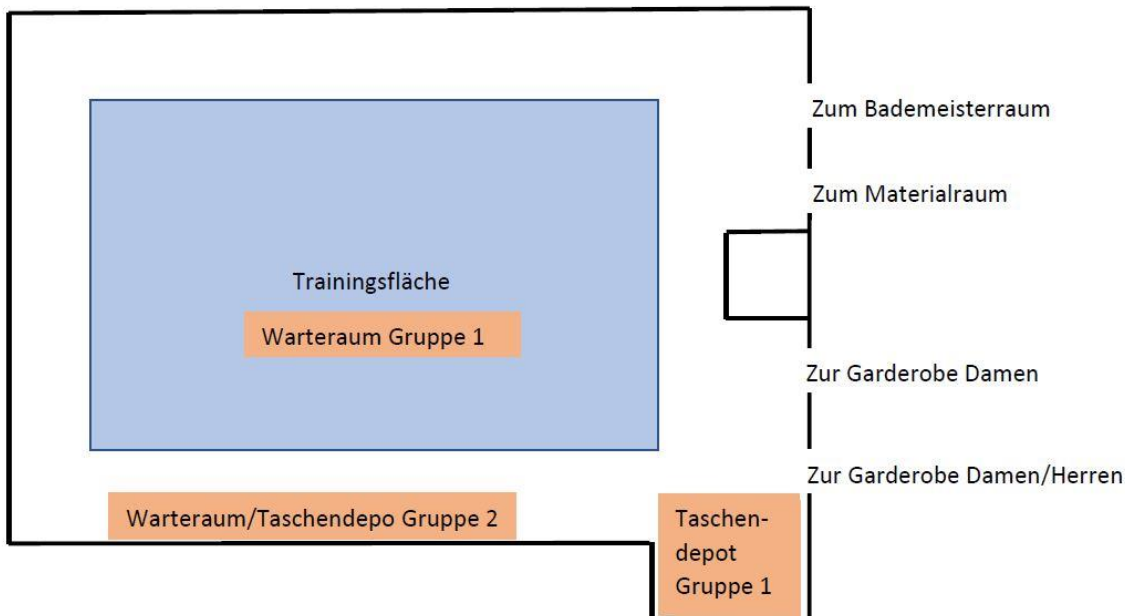 Zum Bademeisterraum
Zum Materialraum
Trainingsfläche
Warteraum Gruppe 1
Zur Garderobe Damen
Zur Garderobe Damen/Herren
Warteraum/Taschendepo Gruppe 2
Taschen-
depot
Gruppe 1